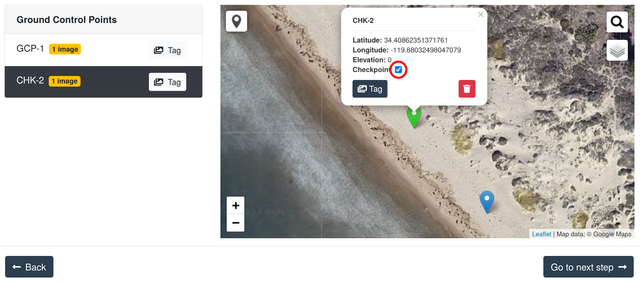 Ground Control Points
GCP-1 1 image Tag
CHK-2 1 image Tag
CHK-2
×
Latitude: 34.40862351371761
Longitude: -119.88032498047079
Elevation: 0
Checkpoint
Tag
+
−
Leaflet | Map data: © Google Maps
← Back
Go to next step →